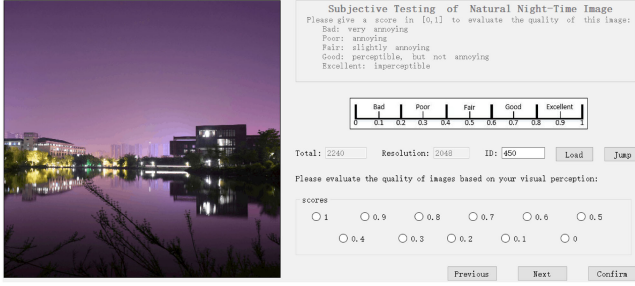 Subjective Testing of Natural Night-Time Image
Please give a score in [0,1] to evaluate the quality of this image:
Bad: very annoying
Poor: annoying
Fair: slightly annoying
Good: perceptible, but not annoying
Excellent: imperceptible
Bad Poor Fair Good Excellent
0 0.1 0.2 0.3 0.4 0.5 0.6 0.7 0.8 0.9 1
Total: 2240 Resolution: 2048 ID: 450 Load Jump
Please evaluate the quality of images based on your visual perception:
scores
1 0.9 0.8 0.7 0.6 0.5
0.4 0.3 0.2 0.1 0
Previous Next Confirm